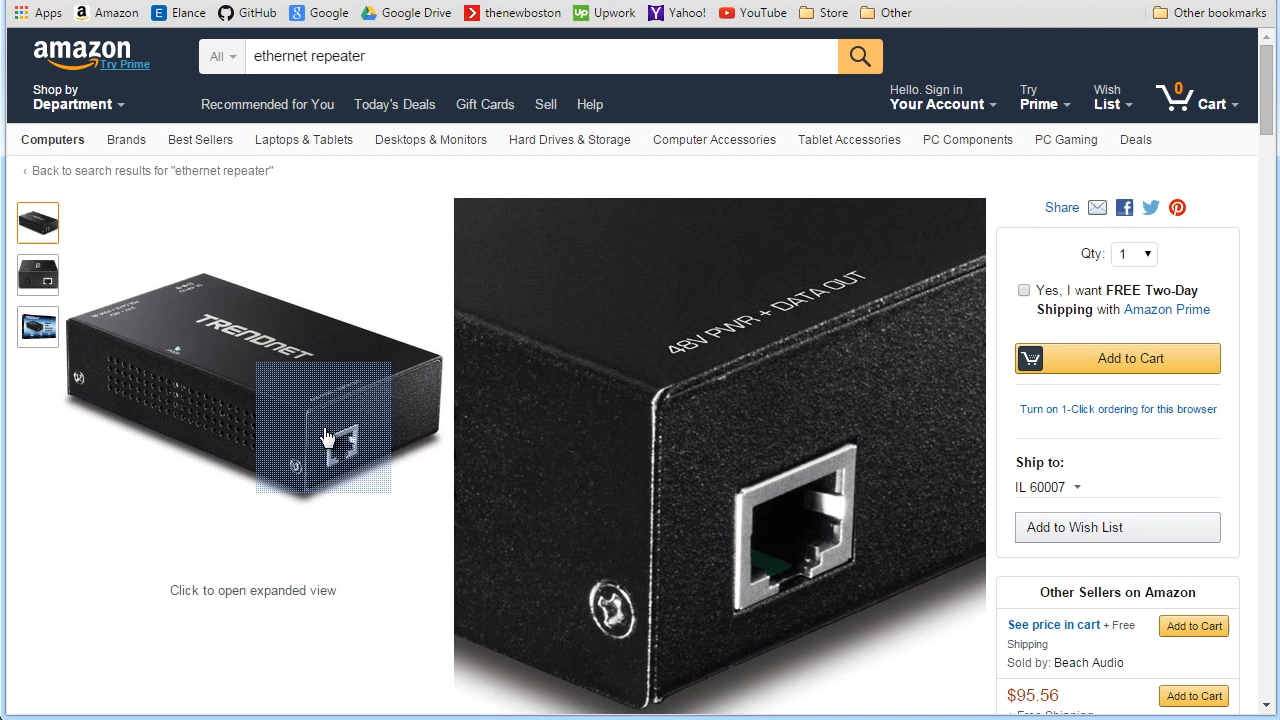 Apps Amazon Elance GitHub Google Google Drive thenewboston Upwork Yahoo! YouTube Store Other Other bookmarks
amazon
Try Prime
All ethernet repeater
Shop by
Department
Recommended for You Today's Deals Gift Cards Sell Help
Hello. Sign in
Your Account
Try
Prime
Wish
List
0
Cart
Computers Brands Best Sellers Laptops & Tablets Desktops & Monitors Hard Drives & Storage Computer Accessories Tablet Accessories PC Components PC Gaming Deals
‹ Back to search results for "ethernet repeater"
Share
TRENDNET
48V PWR + DATA OUT
Click to open expanded view
Qty: 1
Yes, I want FREE Two-Day
Shipping with Amazon Prime
Add to Cart
Turn on 1-Click ordering for this browser
Ship to:
IL 60007
Add to Wish List
Other Sellers on Amazon
See price in cart + Free
Shipping
Add to Cart
Sold by: Beach Audio
$95.56
Add to Cart
+ Free Shipping